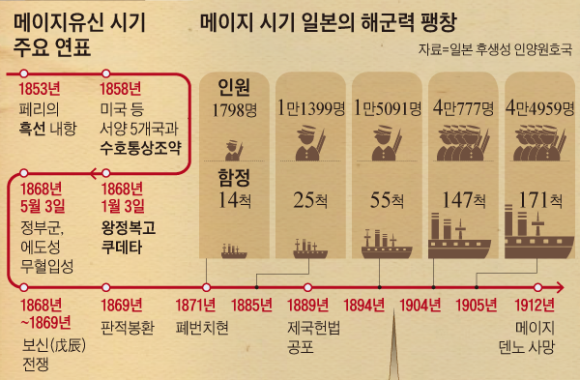 메이지유신 시기
주요 연표
메이지 시기 일본의 해군력 팽창
자료=일본 후생성 인양원호국
1853년
페리의
흑선 내항
1858년
미국 등
서양 5개국과
수호통상조약
1868년
5월 3일
정부군,
에도성
무혈입성
1868년
1월 3일
왕정복고
쿠데타
인원
1798명
1만1399명
1만5091명
4만777명
4만4959명
함정
14척
25척
55척
147척
171척
1868년
~1869년
보신(戊辰)
전쟁
1869년
판적봉환
1871년
폐번치현
1885년
1889년
제국헌법
공포
1894년
1904년
1905년
1912년
메이지
덴노 사망